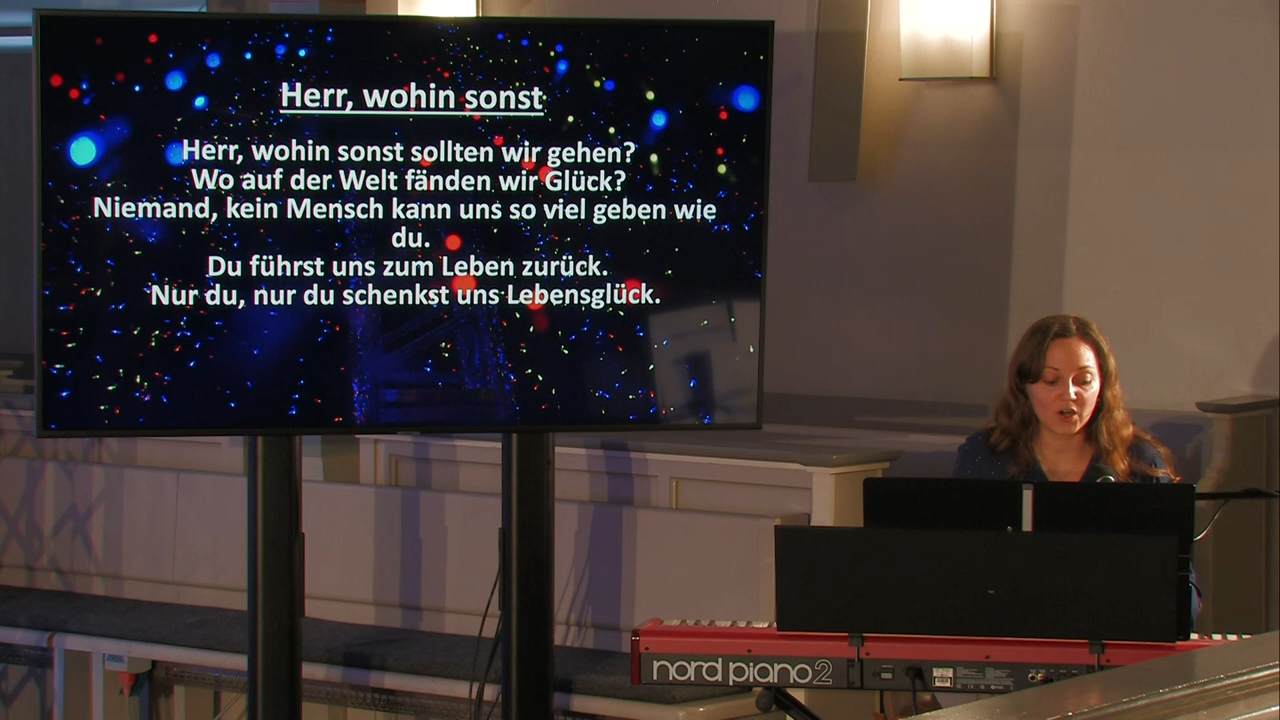 Herr, wohin sonst
Herr, wohin sonst sollten wir gehen?
Wo auf der Welt fänden wir Glück?
Niemand, kein Mensch kann uns so viel geben wie
du.
Du führst uns zum Leben zurück.
Nur du, nur du schenkst uns Lebensglück.
nord piano 2